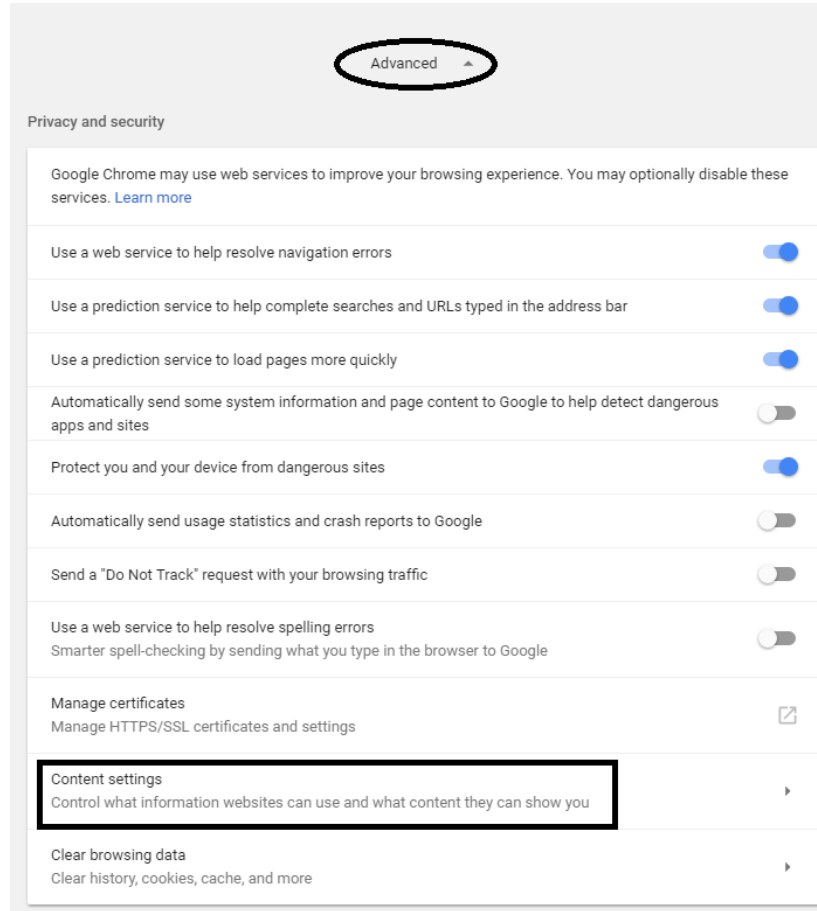 Advanced
Privacy and security
Google Chrome may use web services to improve your browsing experience. You may optionally disable these
services. Learn more
Use a web service to help resolve navigation errors
Use a prediction service to help complete searches and URLs typed in the address bar
Use a prediction service to load pages more quickly
Automatically send some system information and page content to Google to help detect dangerous
apps and sites
Protect you and your device from dangerous sites
Automatically send usage statistics and crash reports to Google
Send a "Do Not Track" request with your browsing traffic
Use a web service to help resolve spelling errors
Smarter spell-checking by sending what you type in the browser to Google
Manage certificates
Manage HTTPS/SSL certificates and settings
Content settings
Control what information websites can use and what content they can show you
Clear browsing data
Clear history, cookies, cache, and more